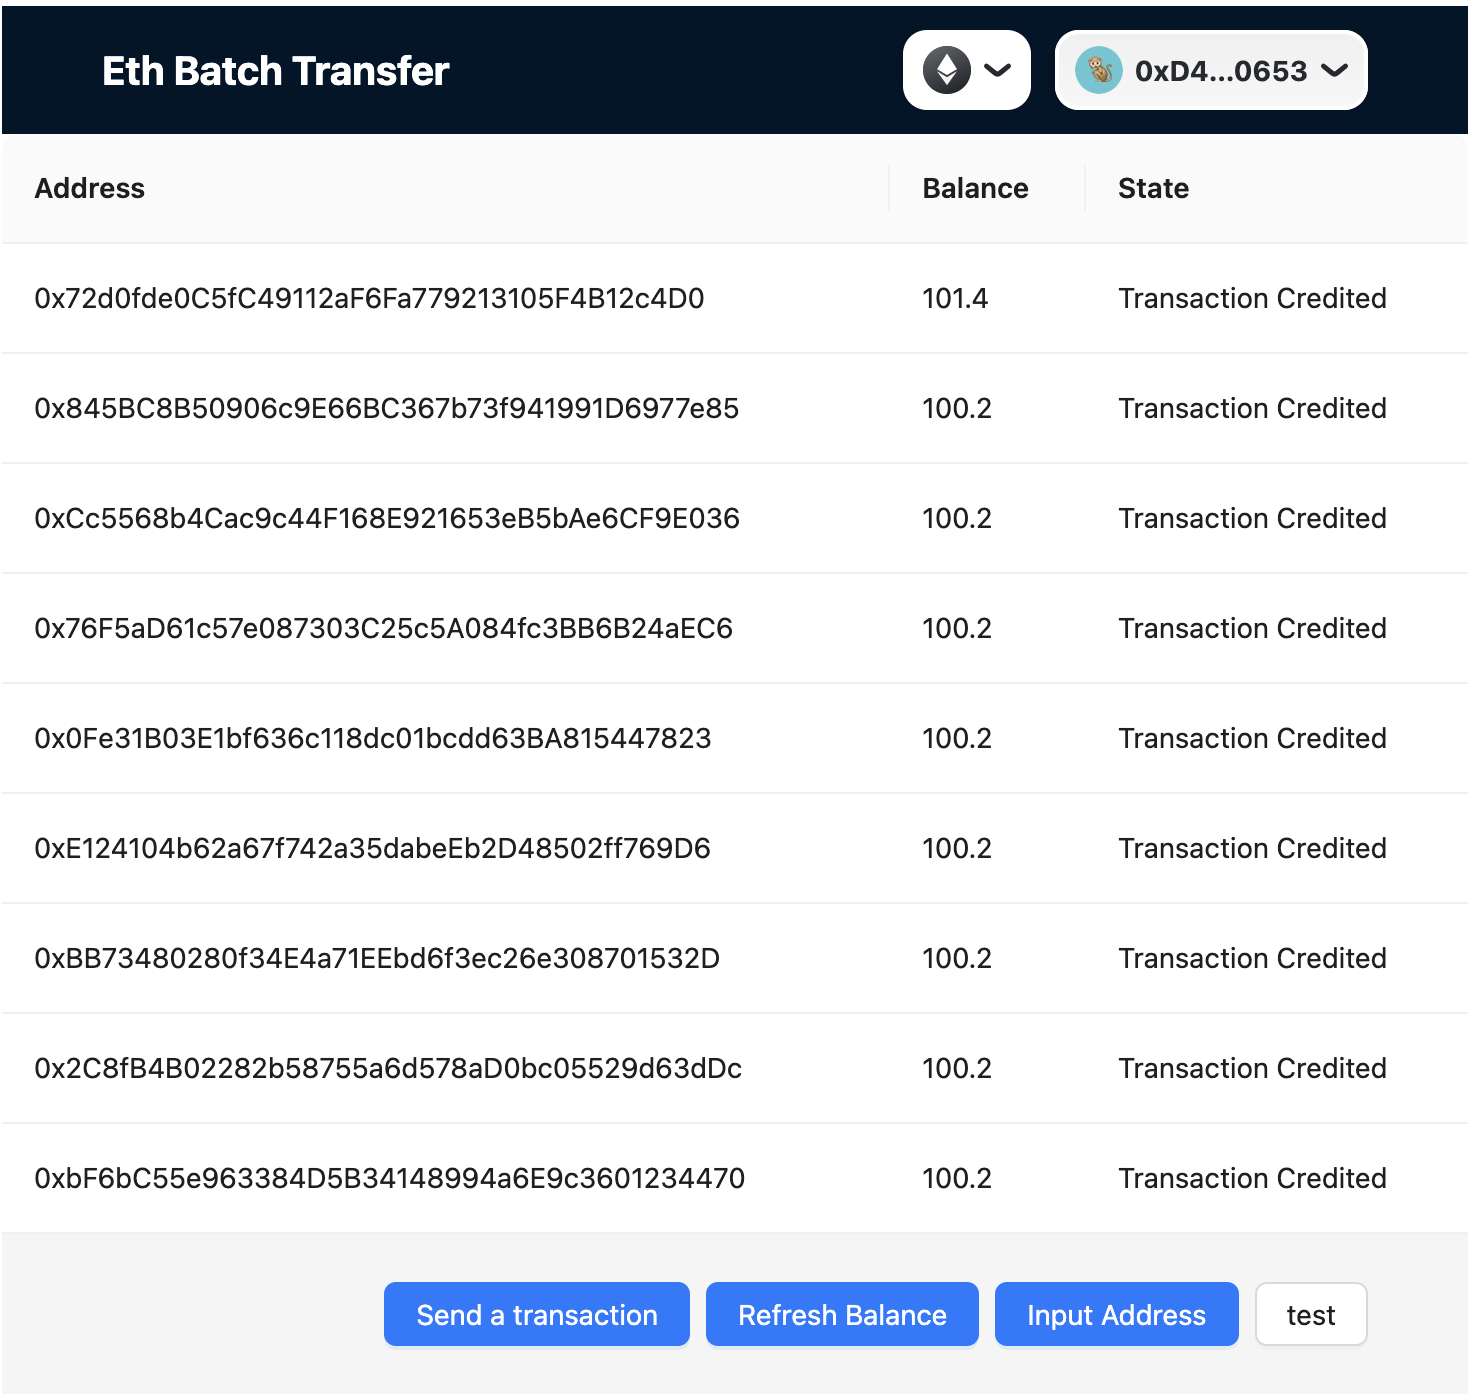 Eth Batch Transfer 0xD4...0653
Address Balance State
0x72d0fde0C5fC49112aF6Fa779213105F4B12c4D0 101.4 Transaction Credited
0x845BC8B50906c9E66BC367b73f941991D6977e85 100.2 Transaction Credited
0xCc5568b4Cac9c44F168E921653eB5bAe6CF9E036 100.2 Transaction Credited
0x76F5aD61c57e087303C25c5A084fc3BB6B24aEC6 100.2 Transaction Credited
0x0Fe31B03E1bf636c118dc01bcdd63BA815447823 100.2 Transaction Credited
0xE124104b62a67f742a35dabeEb2D48502ff769D6 100.2 Transaction Credited
0xBB73480280f34E4a71EEbd6f3ec26e308701532D 100.2 Transaction Credited
0x2C8fB4B02282b58755a6d578aD0bc05529d63dDc 100.2 Transaction Credited
0xbF6bC55e963384D5B34148994a6E9c3601234470 100.2 Transaction Credited
Send a transaction Refresh Balance Input Address test